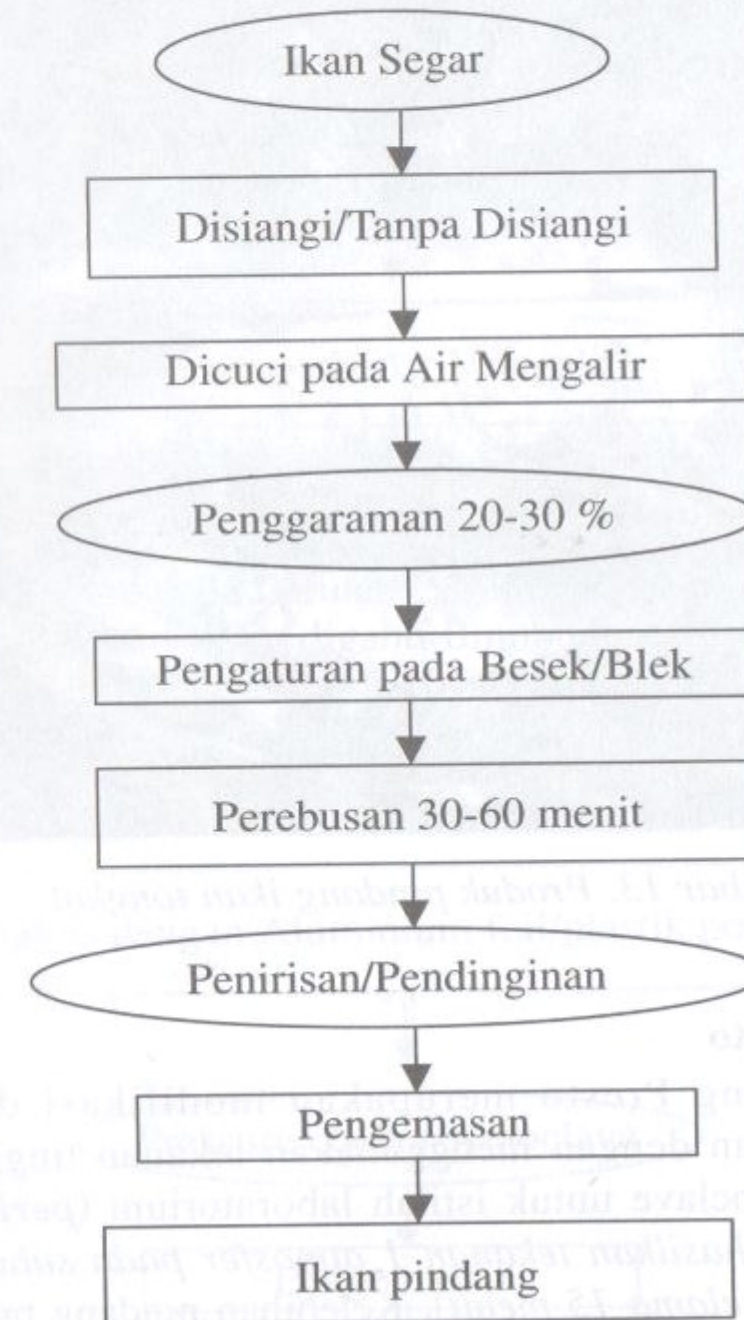 Ikan Segar
Disiangi/Tanpa Disiangi
Dicuci pada Air Mengalir
Penggaraman 20-30 %
Pengaturan pada Besek/Blek
Perebusan 30-60 menit
Penirisan/Pendinginan
Pengemasan
Ikan pindang